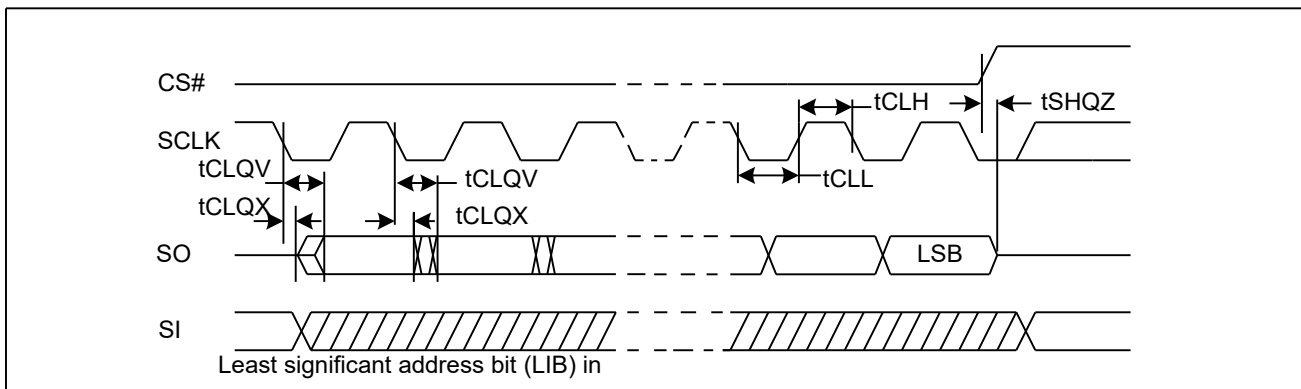 CS#
tCLH
tSHQZ
SCLK
tCLQV
tCLQV
tCLL
tCLQX
tCLQX
SO
LSB
SI
Least significant address bit (LIB) in